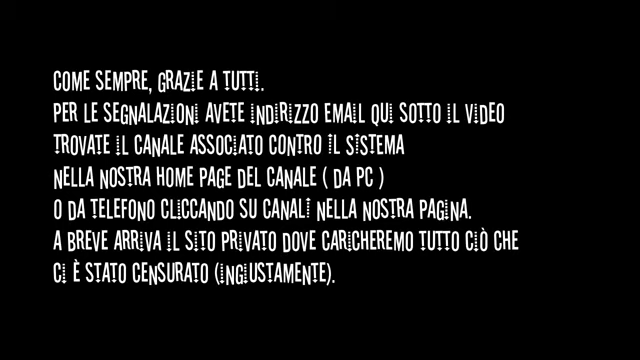 COME SEMPRE, GRAZIE A TUTTI.
PER LE SEGNALAZIONI AVETE INDIRIZZO EMAIL QUI SOTTO IL VIDEO
TROVATE IL CANALE ASSOCIATO CONTRO IL SISTEMA
NELLA NOSTRA HOME PAGE DEL CANALE ( DA PC )
O DA TELEFONO CLICCANDO SU CANALI NELLA NOSTRA PAGINA.
A BREVE ARRIVA IL SITO PRIVATO DOVE CARICHEREMO TUTTO CIÒ CHE
CI È STATO CENSURATO (INGIUSTAMENTE).